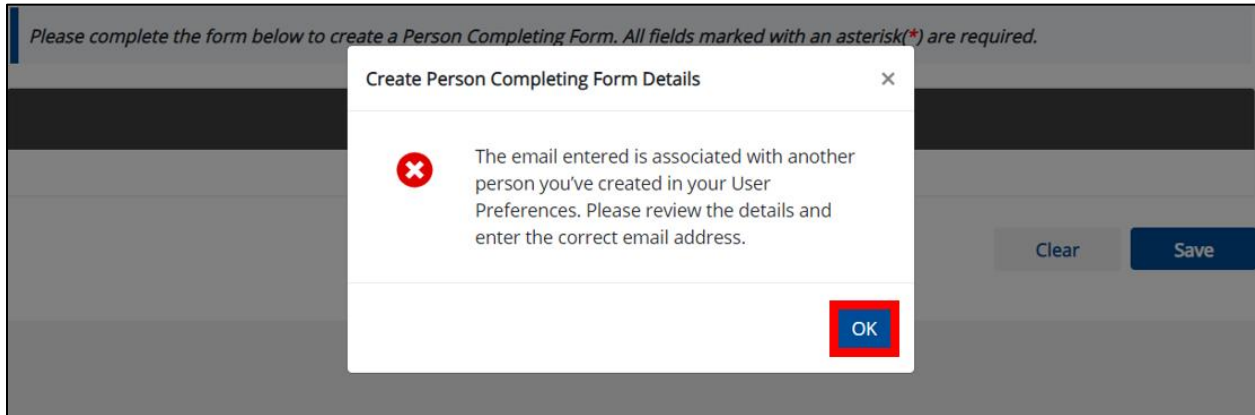 Please complete the form below to create a Person Completing Form. All fields marked with an asterisk(*) are required.
Create Person Completing Form Details ×
The email entered is associated with another
person you've created in your User
Preferences. Please review the details and
enter the correct email address.
Clear Save
OK